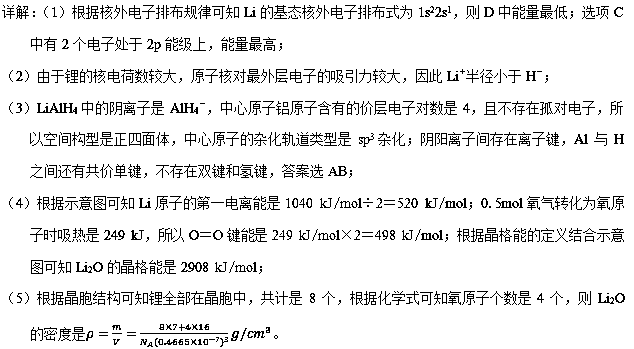 详解：（1）根据核外电子排布规律可知 Li 的基态核外电子排布式为 1s²2s¹，则 D 中能量最低；选项 C
中有 2 个电子处于 2p 能级上，能量最高；
（2）由于锂的核电荷数较大，原子核对最外层电子的吸引力较大，因此 Li⁺半径小于 H⁻；
（3）LiAlH₄ 中的阴离子是 AlH₄⁻，中心原子铝原子含有的价层电子对数是 4，且不存在孤对电子，所
以空间构型是正四面体，中心原子的杂化轨道类型是 sp³ 杂化；阴阳离子间存在离子键，Al 与 H
之间还有共价单键，不存在双键和氢键，答案选 AB；
（4）根据示意图可知 Li 原子的第一电离能是 1040 kJ/mol÷2＝520 kJ/mol；0.5mol 氧气转化为氧原
子时吸热是 249 kJ，所以 O＝O 键能是 249 kJ/mol×2＝498 kJ/mol；根据晶格能的定义结合示意
图可知 Li₂O 的晶格能是 2908 kJ/mol；
（5）根据晶胞结构可知锂全部在晶胞中，共计是 8 个，根据化学式可知氧原子个数是 4 个，则 Li₂O
的密度是 ρ = m/V = (8×7+4×16)/(N_A(0.4665×10⁻⁷)³) g/cm³。